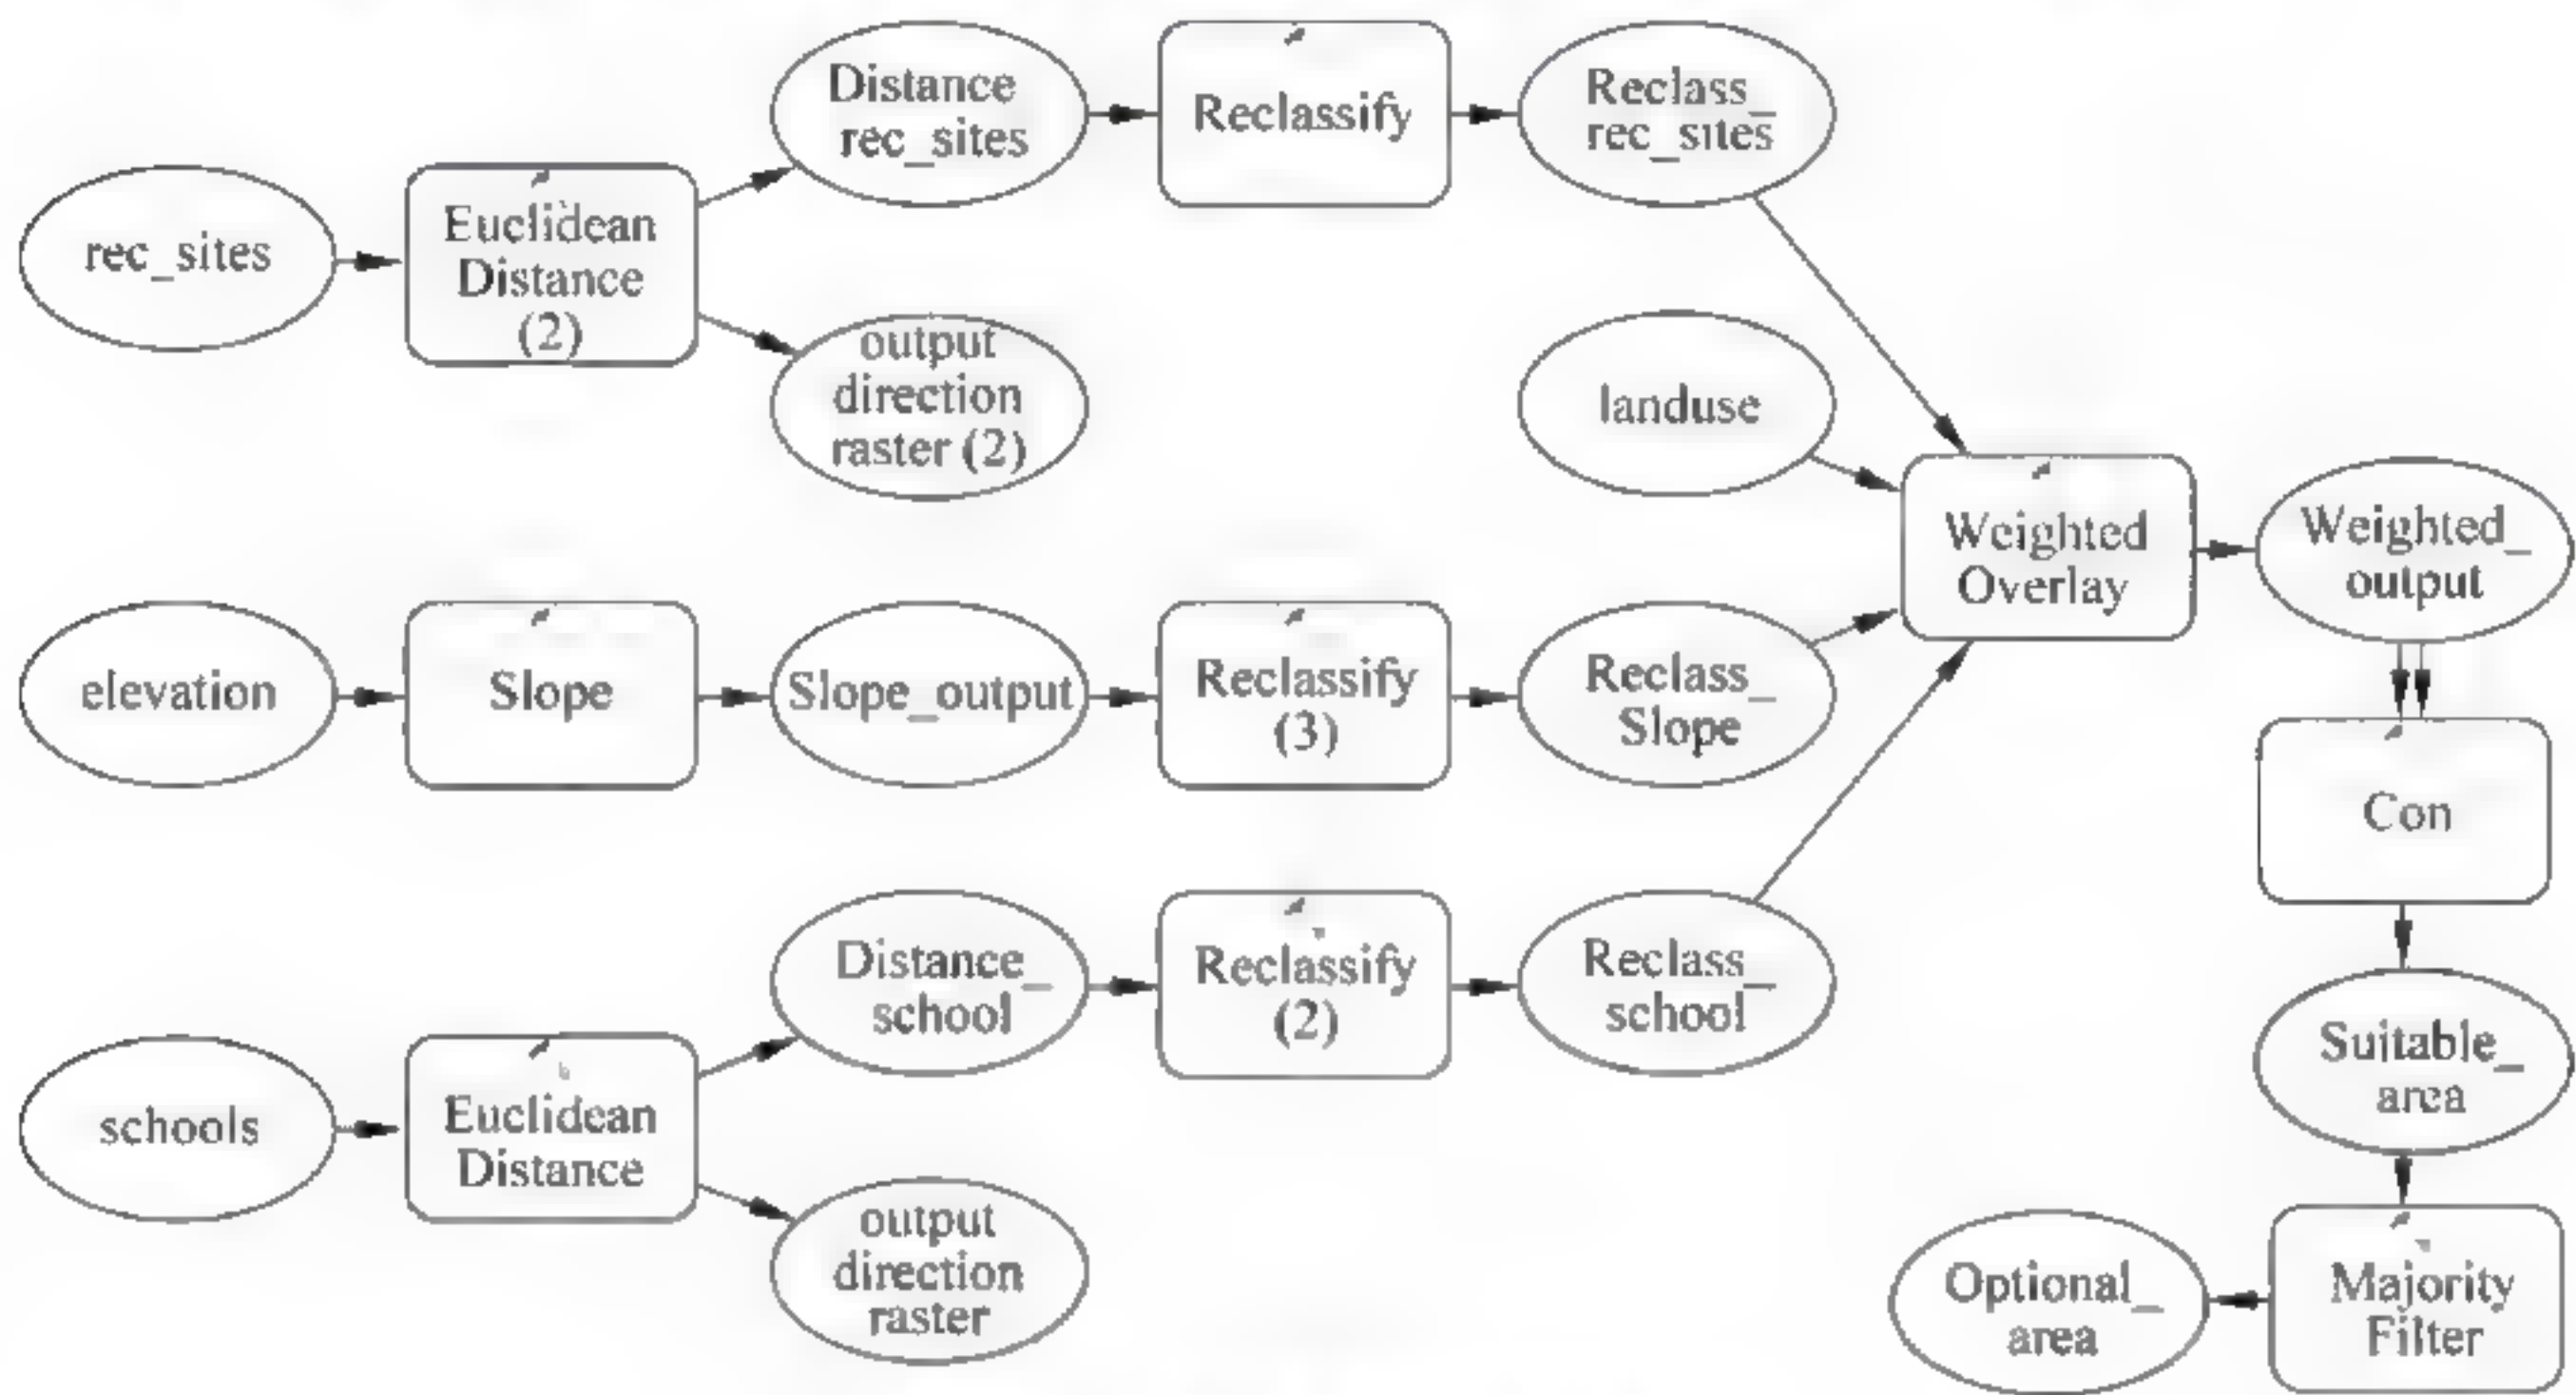 rec_sites
Euclidean
Distance
(2)
Distance
rec_sites
Reclassify
Reclass_
rec_sites
output
direction
raster (2)
landuse
elevation
Slope
Slope_output
Reclassify
(3)
Reclass_
Slope
Weighted
Overlay
Weighted_
output
Con
schools
Euclidean
Distance
Distance_
school
Reclassify
(2)
Reclass_
school
output
direction
raster
Suitable_
area
Majority
Filter
Optional_
area